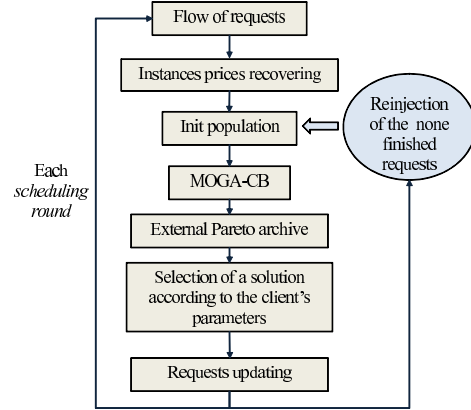 Flow of requests
Instances prices recovering
Init population
Reinjection
of the none
finished
requests
Each
scheduling
round
MOGA-CB
External Pareto archive
Selection of a solution
according to the client's
parameters
Requests updating